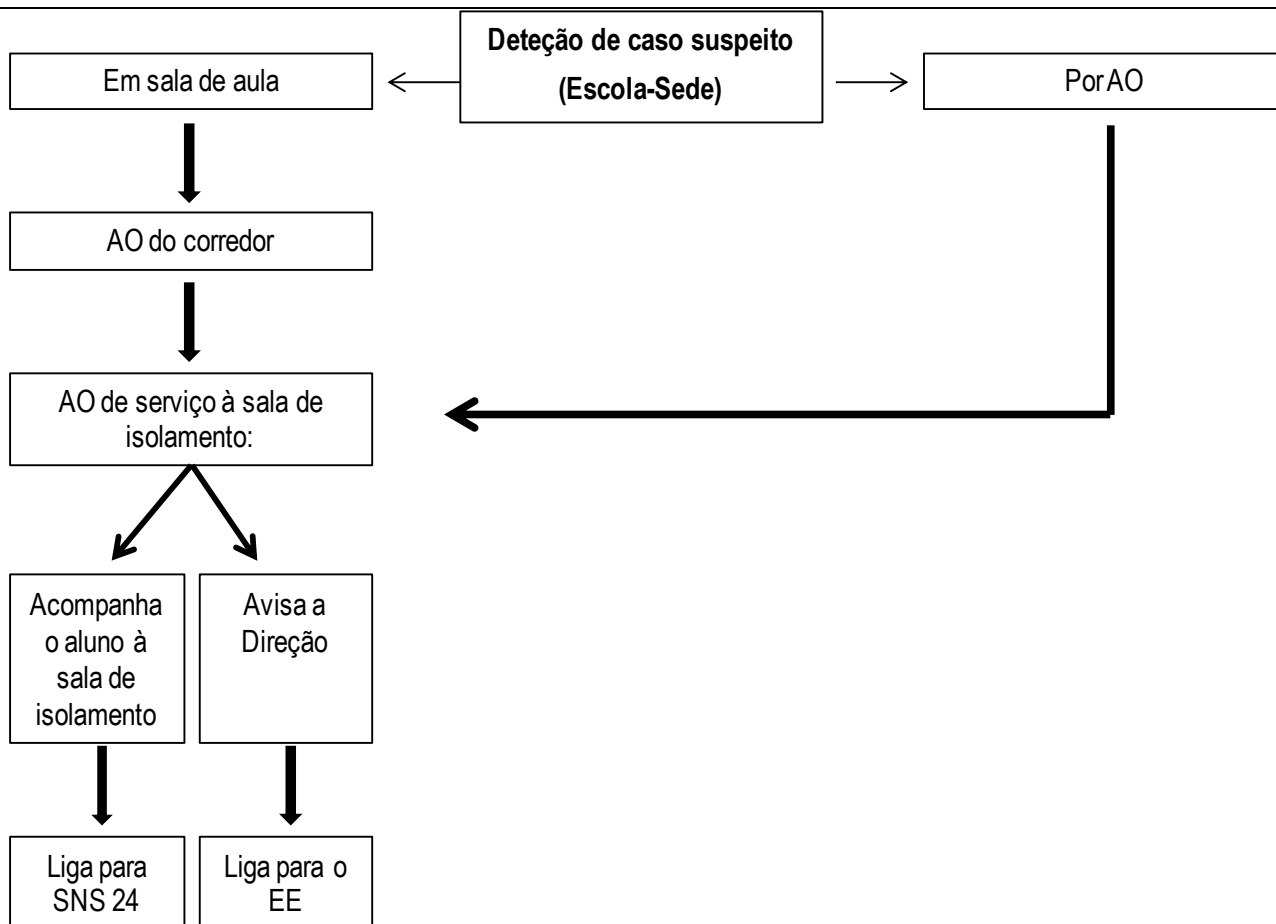 Deteção de caso suspeito
(Escola-Sede)
Em sala de aula
Por AO
AO do corredor
AO de serviço à sala de
isolamento:
Acompanha
o aluno à
sala de
isolamento
Avisa a
Direção
Liga para
SNS 24
Liga para o
EE